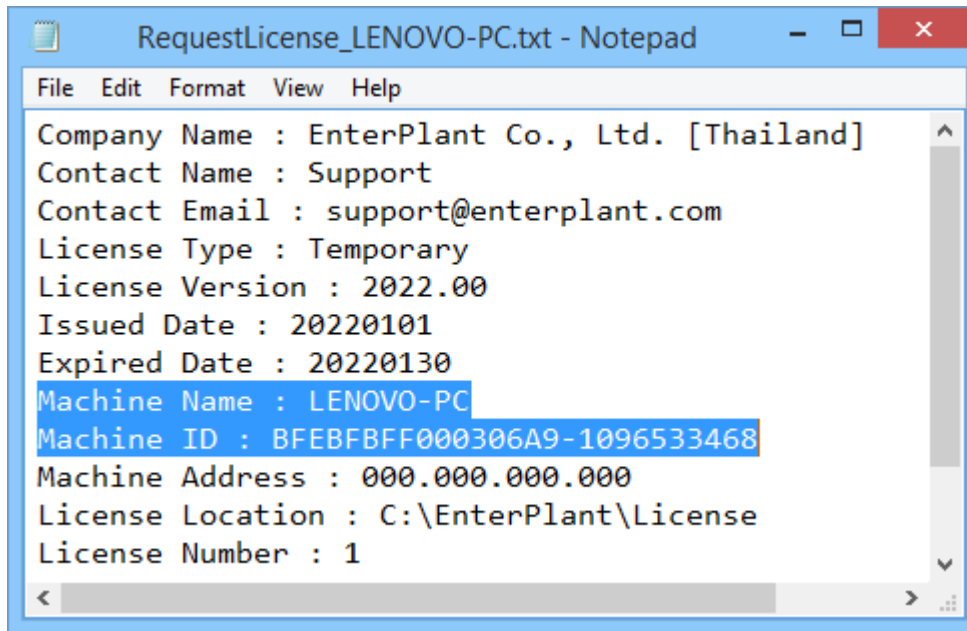 RequestLicense_LENOVO-PC.txt - Notepad
File Edit Format View Help
Company Name : EnterPlant Co., Ltd. [Thailand]
Contact Name : Support
Contact Email : support@enterplant.com
License Type : Temporary
License Version : 2022.00
Issued Date : 20220101
Expired Date : 20220130
Machine Name : LENOVO-PC
Machine ID : BFEBFBFF000306A9-1096533468
Machine Address : 000.000.000.000
License Location : C:\EnterPlant\License
License Number : 1